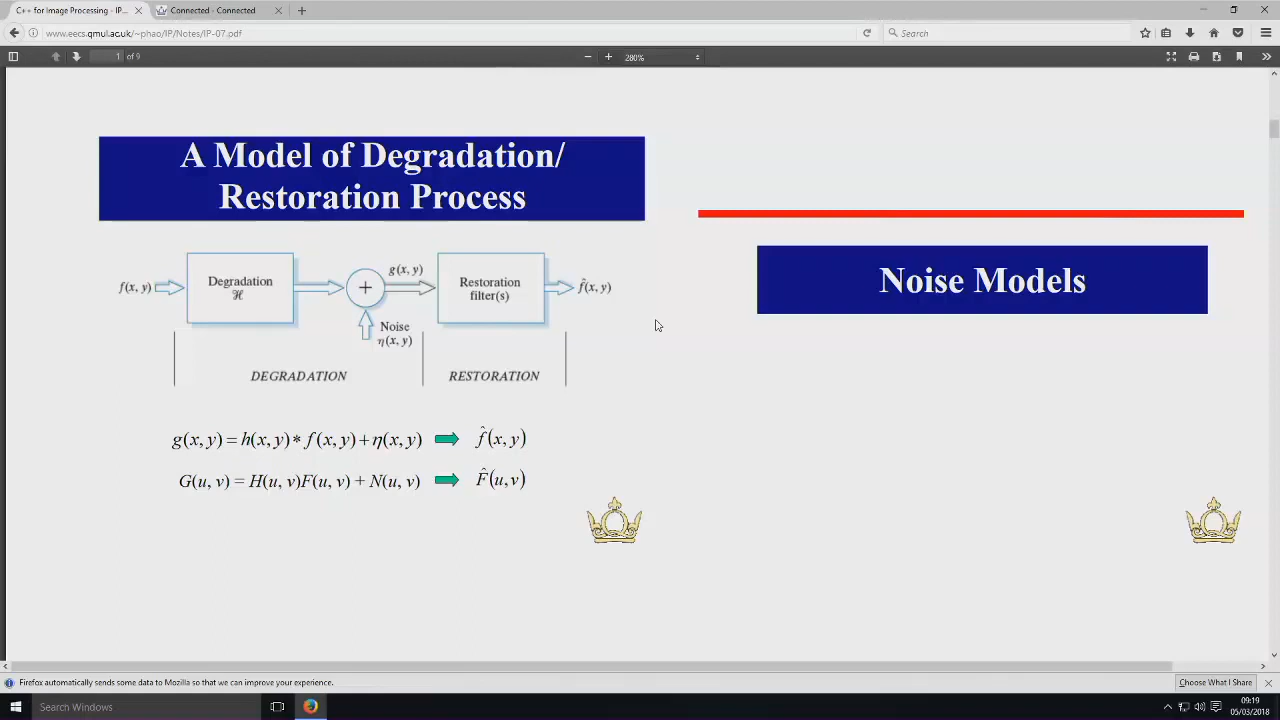 C++ for Image Processing - IP...
Connected - Connected
www.eecs.qmul.ac.uk/~phao/IP/Notes/IP-07.pdf
Search
1 of 9
280%
A Model of Degradation/
Restoration Process
f(x, y)
Degradation
ℋ
+
g(x, y)
Noise
η(x, y)
Restoration
filter(s)
f̂(x, y)
DEGRADATION
RESTORATION
g(x, y) = h(x, y) * f(x, y) + η(x, y) f̂(x, y)
G(u, v) = H(u, v)F(u, v) + N(u, v) F̂(u, v)
Noise Models
Firefox automatically sends some data to Mozilla so that we can improve your experience.
Choose What I Share
Search Windows
09:19
05/03/2018